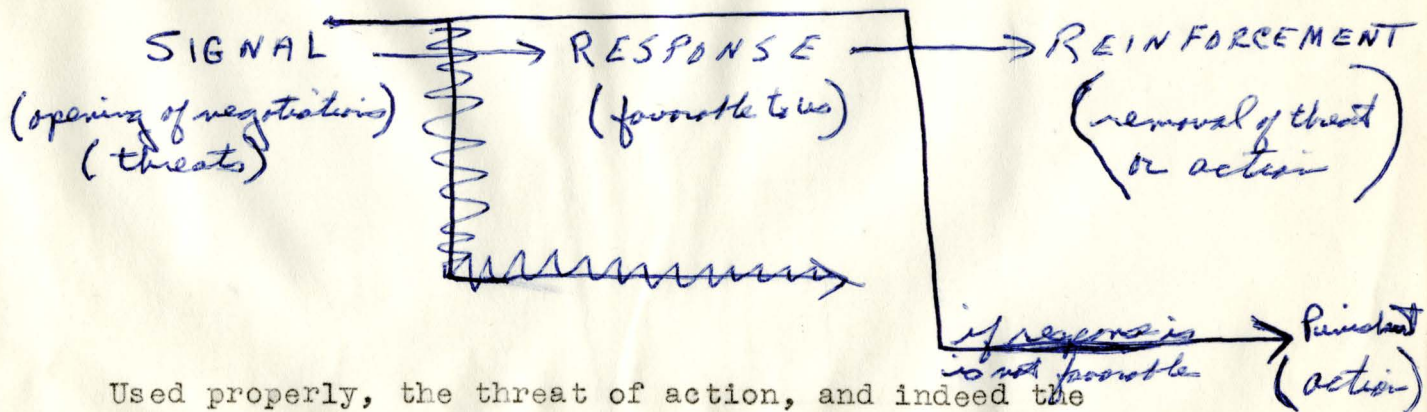 SIGNAL → RESPONSE → REINFORCEMENT
(opening of negotiations) (favorable to us) (removal of threat
(threats) or action)
if response is → Punishment
is not favorable (action)
Used properly, the threat of action, and indeed the